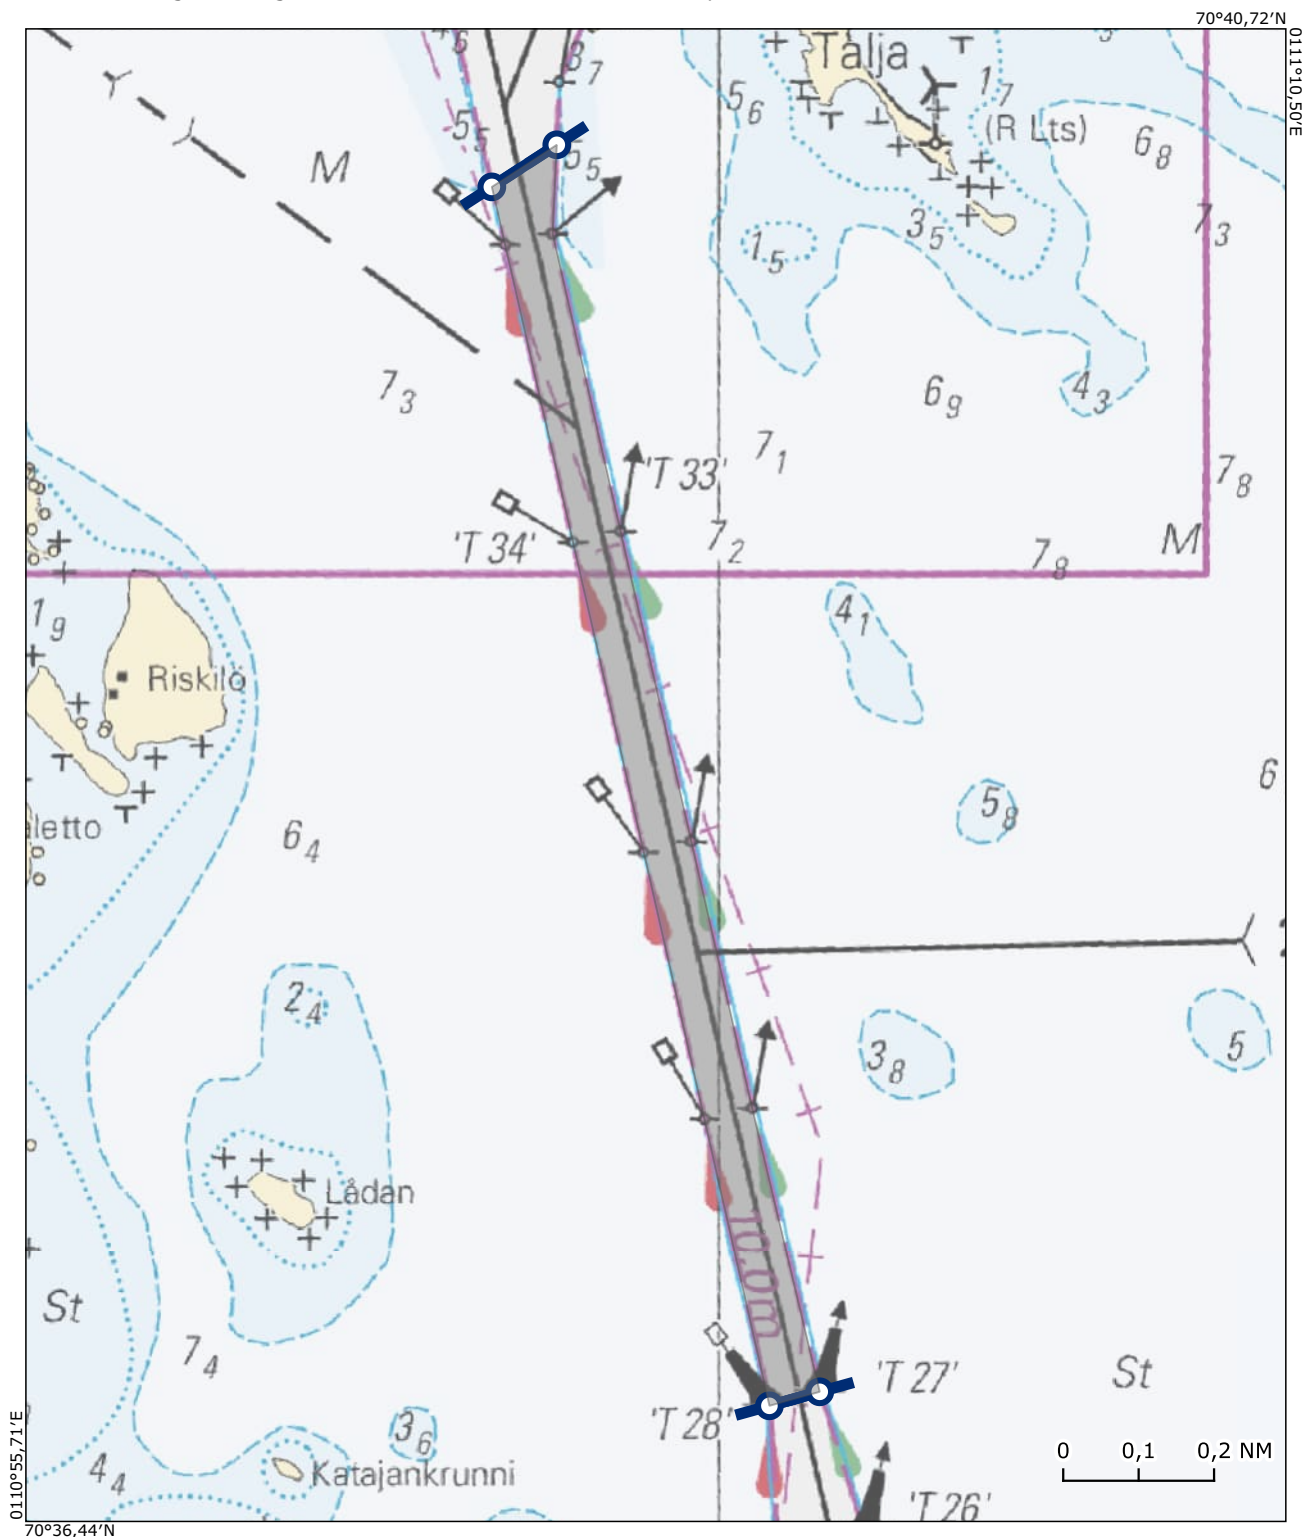 70°40,72′N
011°10,50′E
Talja
(R Lts)
M
'T 33'
'T 34'
M
Riskilö
letto
Lådan
10.0m
St
St
'T 27'
'T 28'
Katajankrunni
'T 26'
0 0,1 0,2 NM
0110°55,71′E
70°36,44′N
5₆
1₇
6₈
5₅
5₅
3₅
7₃
1₅
7₃
6₉
4₃
7₁
7₈
7₂
7₈
4₁
1₉
5₈
6
6₄
2₄
3₈
5
7₄
3₆
4₄